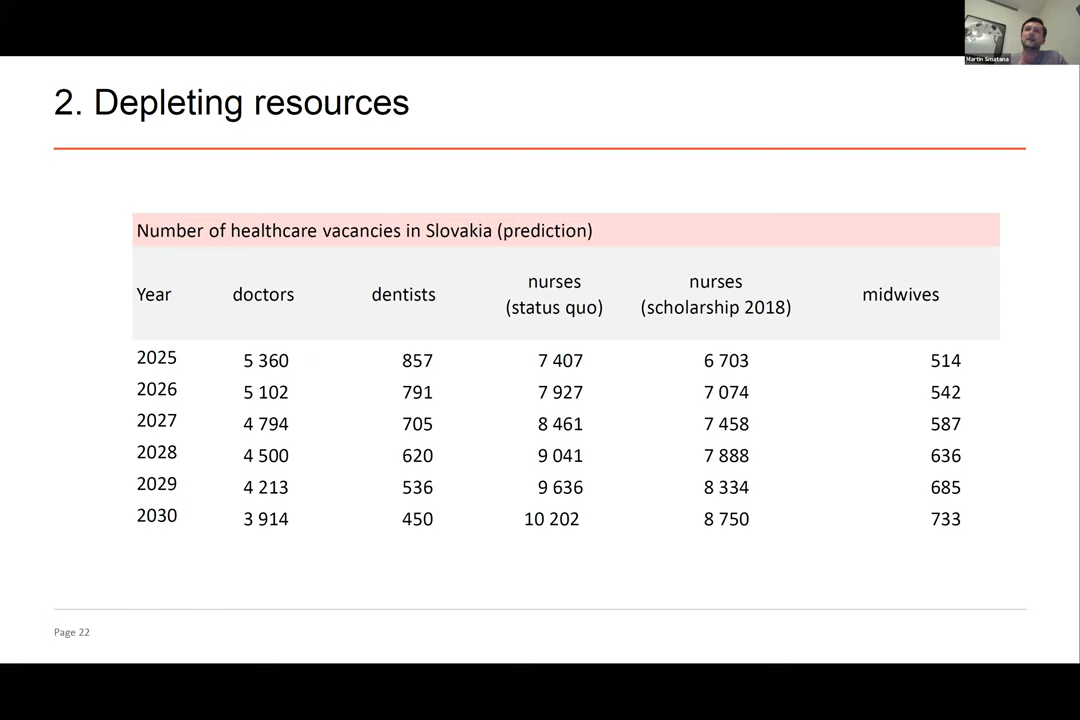 Martin Smatana
2. Depleting resources
Number of healthcare vacancies in Slovakia (prediction)
Year doctors dentists nurses (status quo) nurses (scholarship 2018) midwives
2025 5 360 857 7 407 6 703 514
2026 5 102 791 7 927 7 074 542
2027 4 794 705 8 461 7 458 587
2028 4 500 620 9 041 7 888 636
2029 4 213 536 9 636 8 334 685
2030 3 914 450 10 202 8 750 733
Page 22